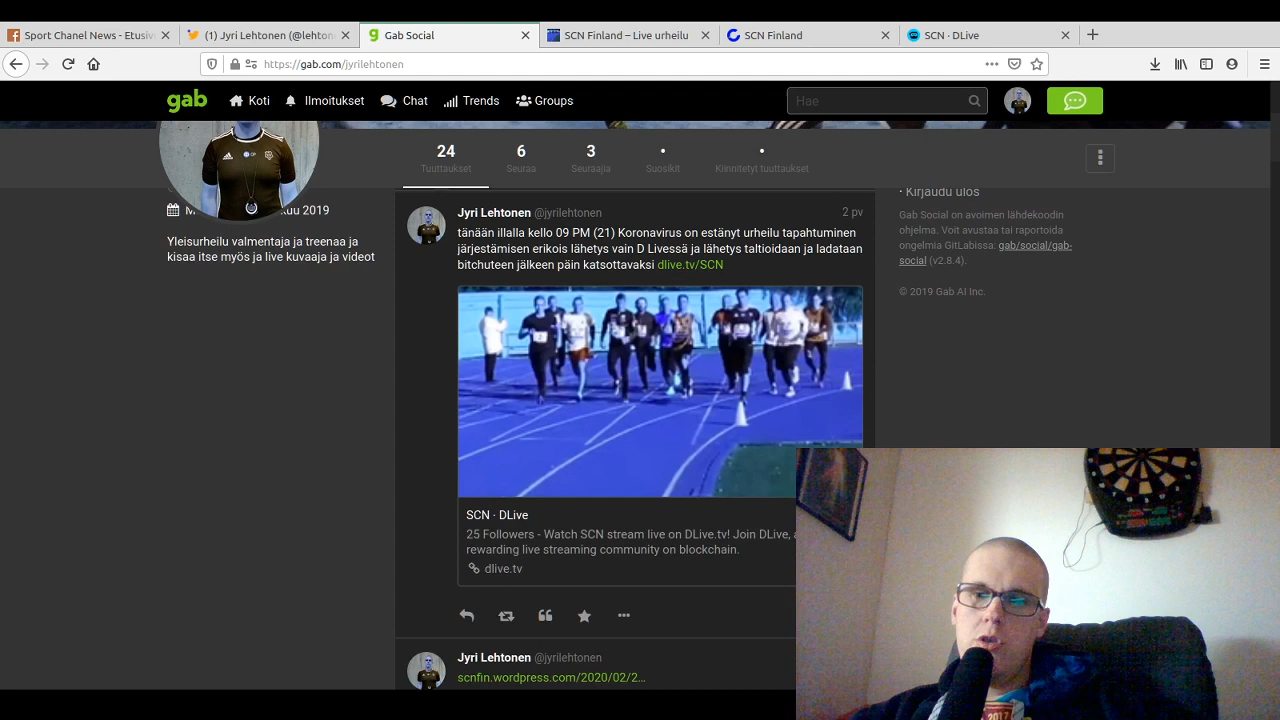 Sport Chanel News - Etusiv
(1) Jyri Lehtonen (@lehton
Gab Social
SCN Finland – Live urheilu
SCN Finland
SCN · DLive
https://gab.com/jyrilehtonen
gab
Koti
Ilmoitukset
Chat
Trends
Groups
Hae
24
Tuuttaukset
6
Seuraa
3
Seuraajia
Suosikit
Kiinnitetyt tuuttaukset
kuu 2019
Yleisurheilu valmentaja ja treenaa ja
kisaa itse myös ja live kuvaaja ja videot
Jyri Lehtonen @jyrilehtonen
2 pv
tänään illalla kello 09 PM (21) Koronavirus on estänyt urheilu tapahtuminen
järjestämisen erikois lähetys vain D Livessä ja lähetys taltioidaan ja ladataan
bitchuteen jälkeen päin katsottavaksi dlive.tv/SCN
SCN · DLive
25 Followers - Watch SCN stream live on DLive.tv! Join DLive, a
rewarding live streaming community on blockchain.
dlive.tv
Jyri Lehtonen @jyrilehtonen
scnfin.wordpress.com/2020/02/2...
· Kirjaudu ulos
Gab Social on avoimen lähdekoodin
ohjelma. Voit avustaa tai raportoida
ongelmia GitLabissa: gab/social/gab-
social (v2.8.4).
© 2019 Gab AI Inc.
2017